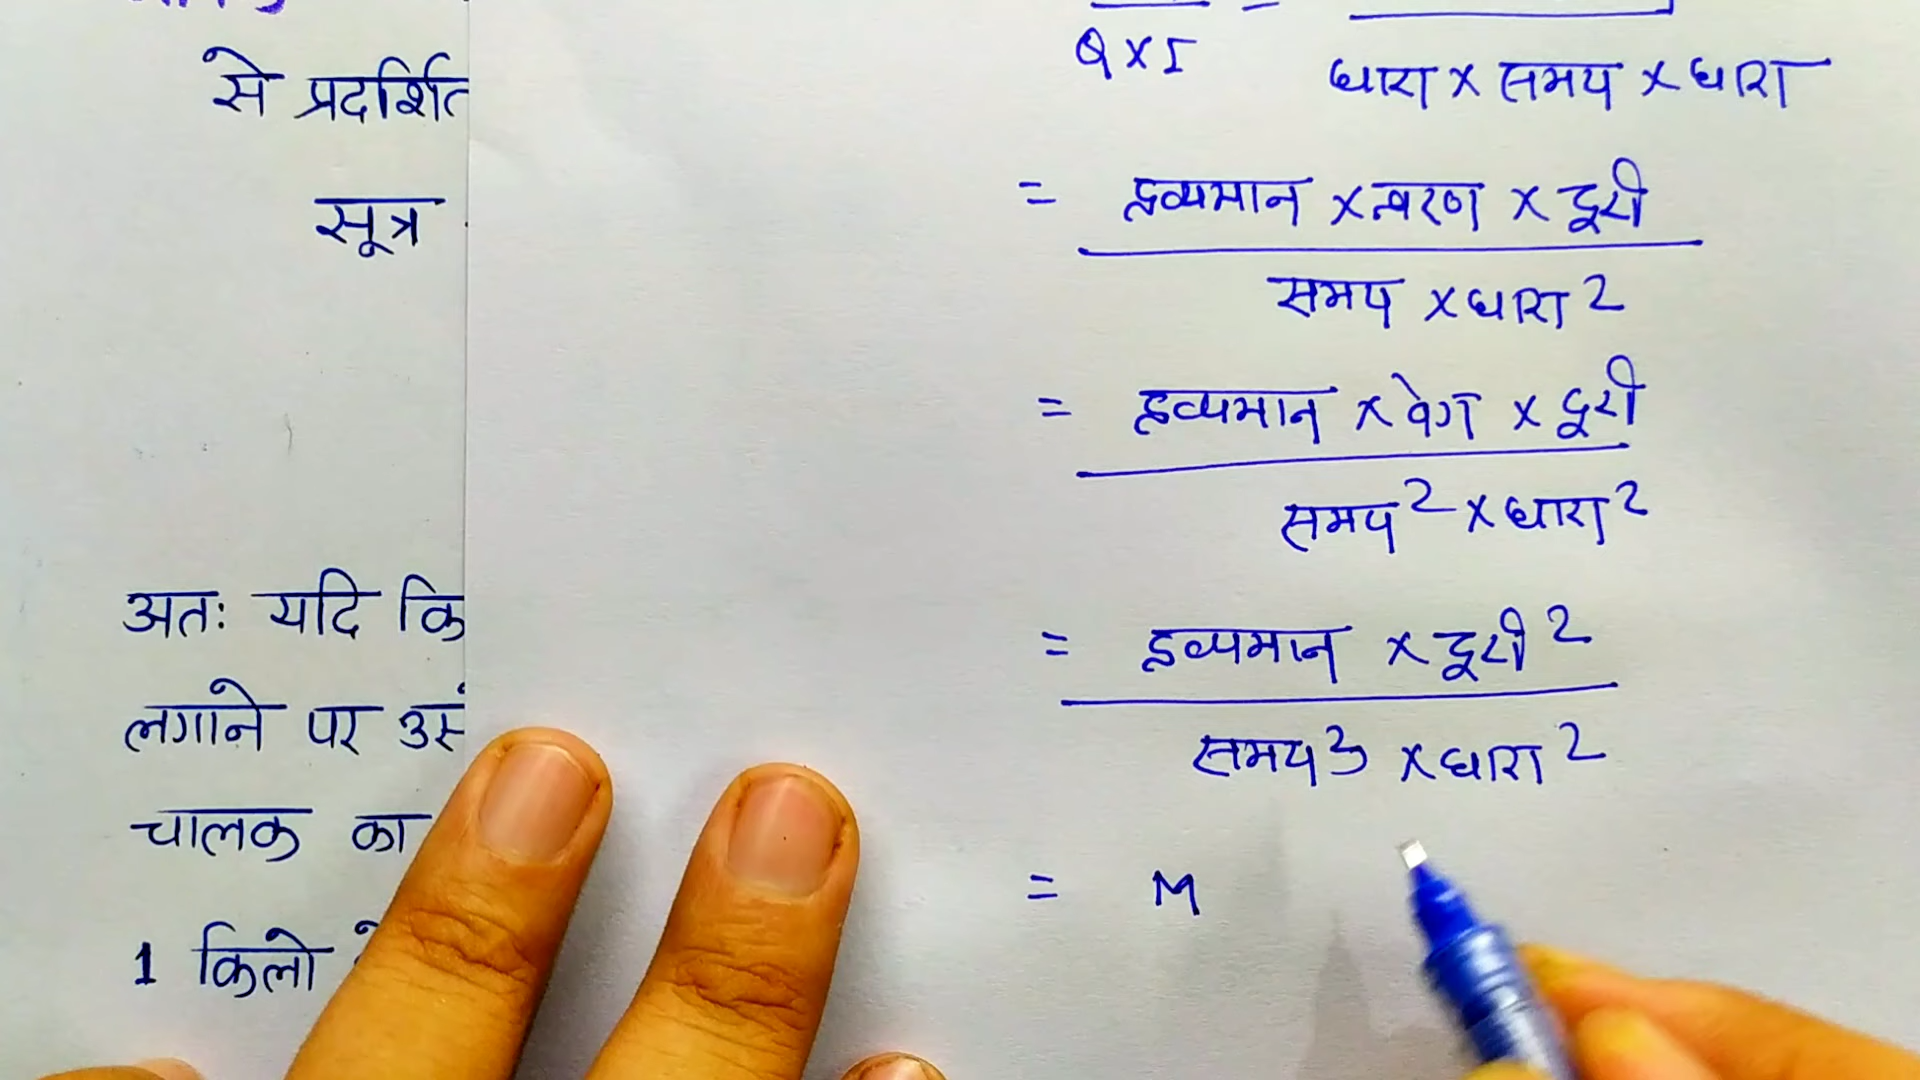 से प्रदर्शित
सूत्र
अतः यदि कि
लगाने पर उस
चालक का
1 किलो
Q x I = धारा x समय x धारा
= द्रव्यमान x त्वरण x दूरी
समय x धारा 2
= द्रव्यमान x वेग x दूरी
समय 2 x धारा 2
= द्रव्यमान x दूरी 2
समय 3 x धारा 2
= M